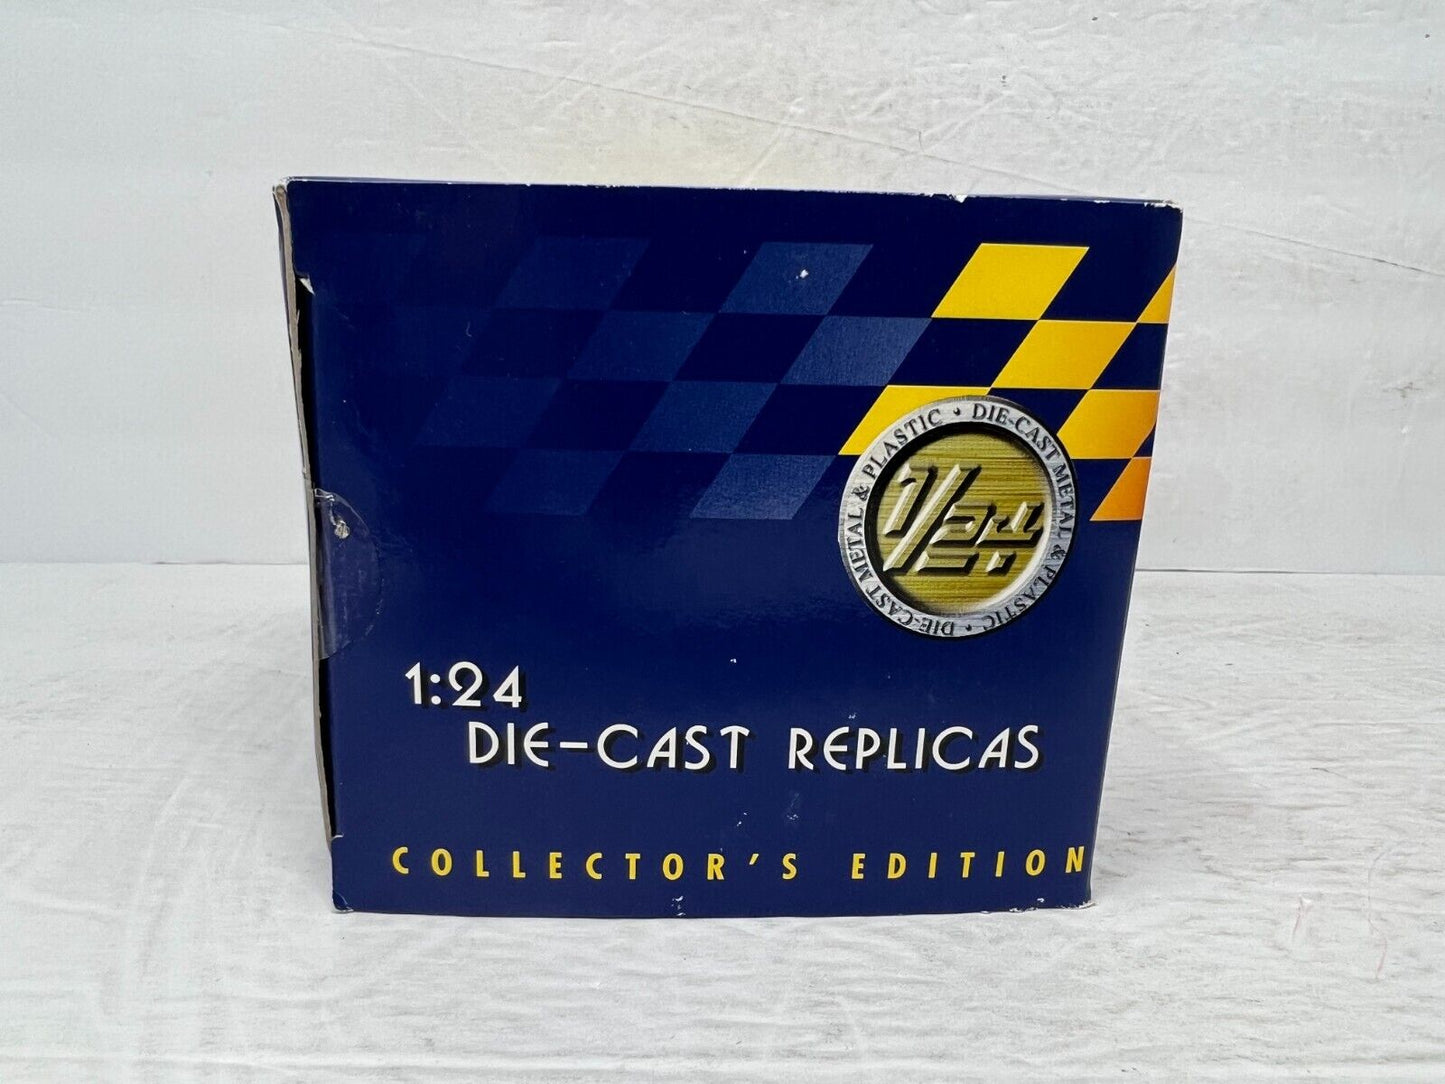 DIE-CAST METAL & PLASTIC • DIE-CAST METAL & PLASTIC •
1/24
1:24
DIE-CAST REPLICAS
COLLECTOR'S EDITION